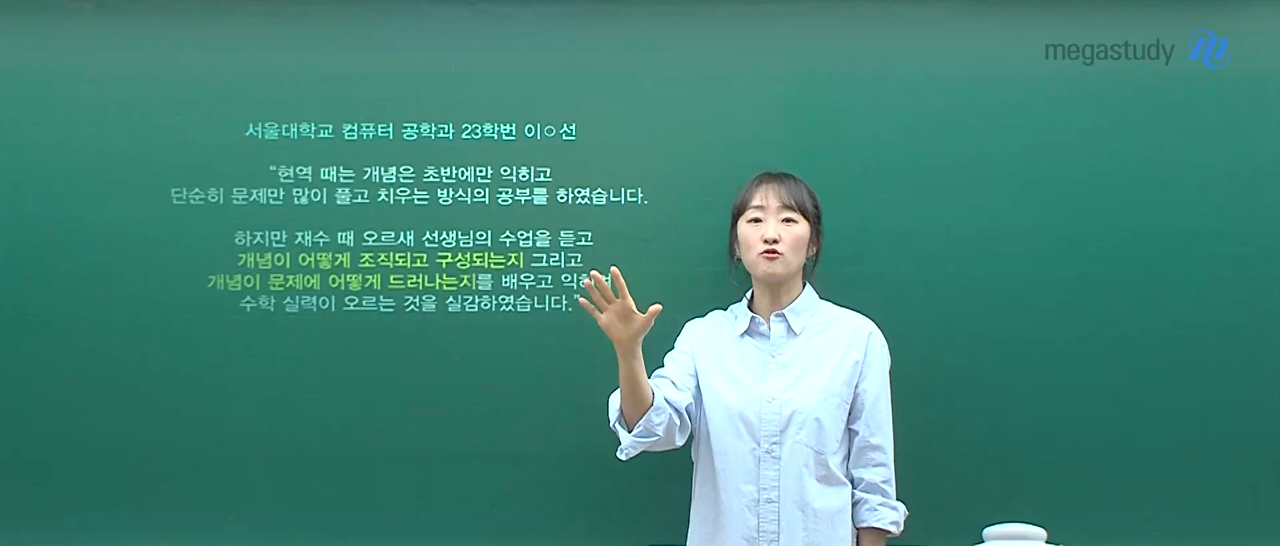 megastudy
서울대학교 컴퓨터 공학과 23학번 이○선
“현역 때는 개념은 초반에만 익히고
단순히 문제만 많이 풀고 치우는 방식의 공부를 하였습니다.
하지만 재수 때 오르새 선생님의 수업을 듣고
개념이 어떻게 조직되고 구성되는지 그리고
개념이 문제에 어떻게 드러나는지를 배우고
수학 실력이 오르는 것을 실감하였습니다.